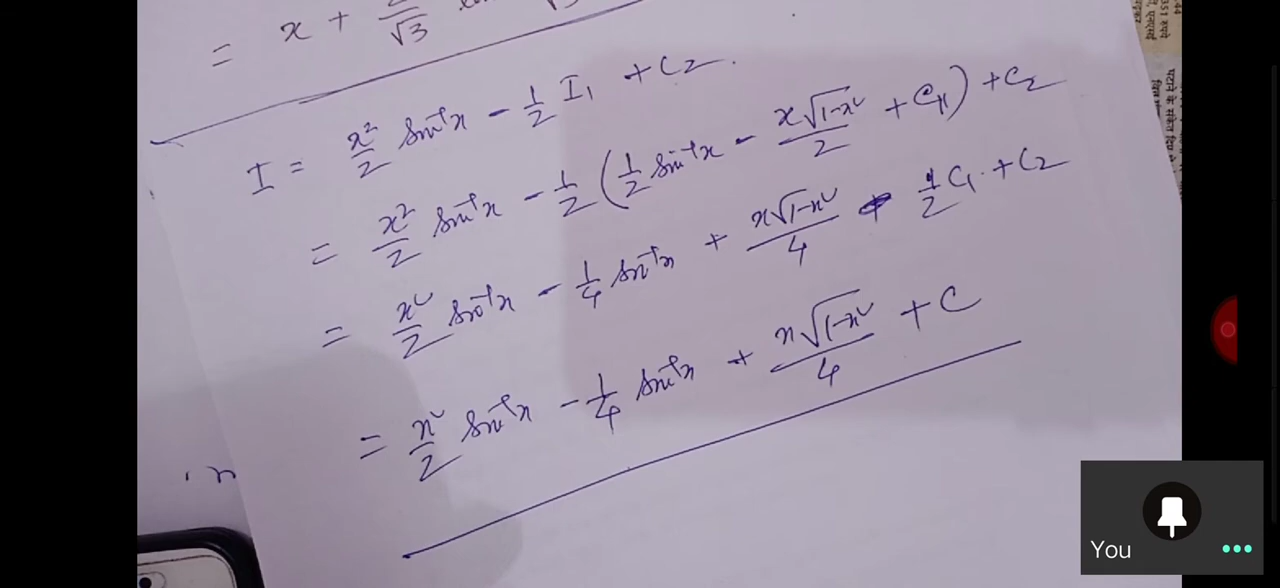 = x + 2/√3
I = x²/2 sin⁻¹x - 1/2 I₁ + C₂.
= x²/2 sin⁻¹x - 1/2 (1/2 sin⁻¹x - x√1-x²/2 + C₁) + C₂
= x²/2 sin⁻¹x - 1/4 sin⁻¹x + x√1-x²/4 - 1/2 C₁ + C₂
= x²/2 sin⁻¹x - 1/4 sin⁻¹x + x√1-x²/4 + C
You